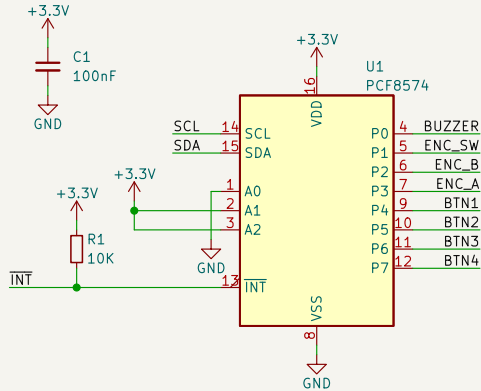 +3.3V
C1
100nF
GND
+3.3V
U1
PCF8574
16
VDD
SCL 14 SCL
SDA 15 SDA
1 A0
2 A1
3 A2
+3.3V
+3.3V
R1
10K
GND
INT 13 INT
P0 4 BUZZER
P1 5 ENC_SW
P2 6 ENC_B
P3 7 ENC_A
P4 9 BTN1
P5 10 BTN2
P6 11 BTN3
P7 12 BTN4
VSS
8
GND